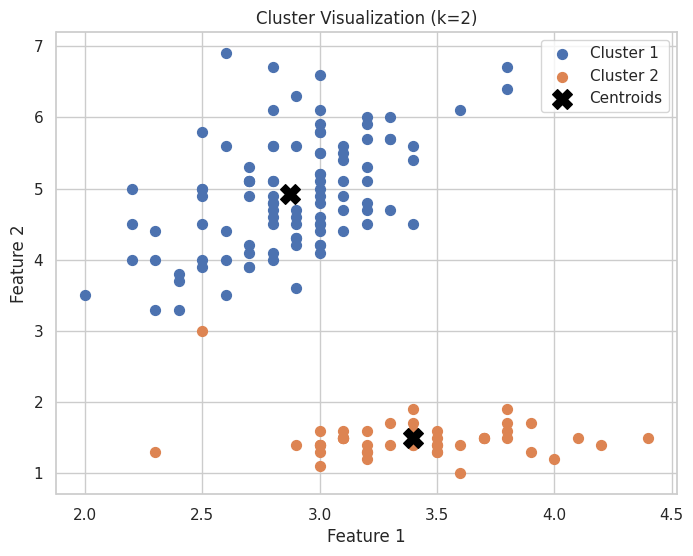 Cluster Visualization (k=2)
Cluster 1
Cluster 2
Centroids
7
6
5
4
3
2
1
Feature 2
2.0 2.5 3.0 3.5 4.0 4.5
Feature 1